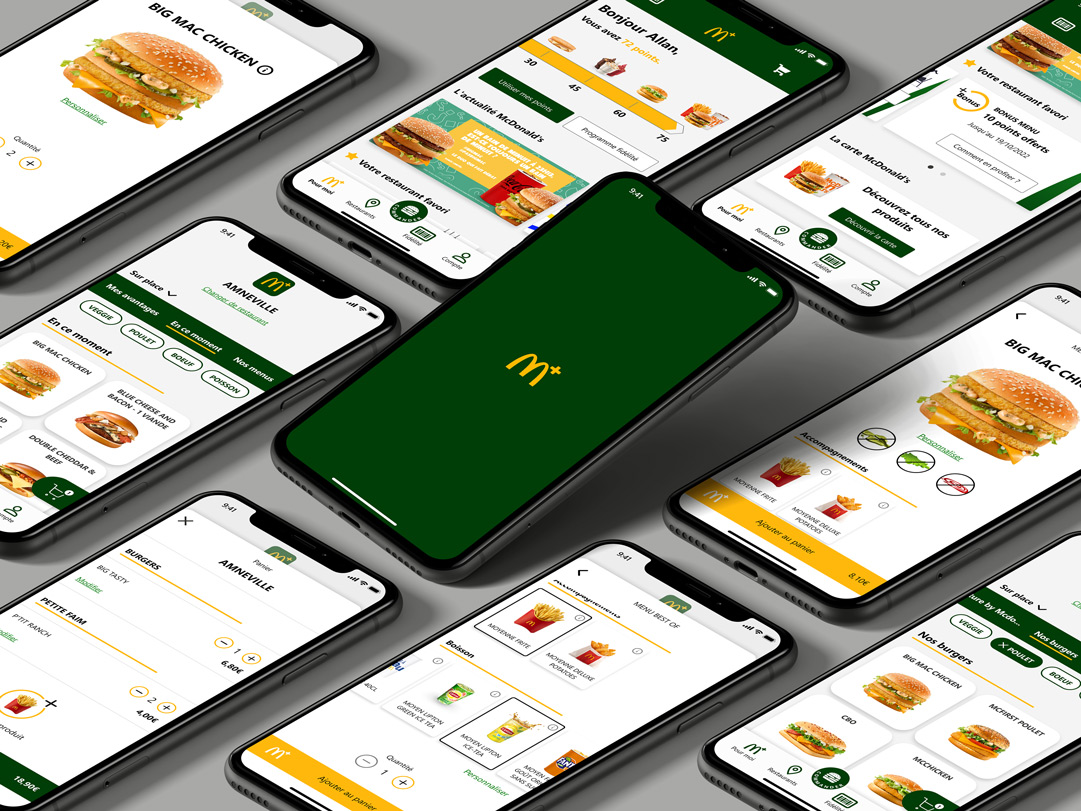 BIG MAC CHICKEN
Personnaliser
Quantité
2
Bonjour Allan,
Vous avez 72 points.
30
45
60
75
Utiliser mes points
Programme fidélité
L'actualité McDonald's
Votre restaurant favori
Pour moi
Restaurants
COMMANDER
Fidélité
Compte
Votre restaurant favori
+
Bonus
BONUS MENU
10 points offerts
Jusqu'au 19/10/2022
Comment en profiter ?
La carte McDonald's
Découvrez tous nos
produits
Découvrir la carte
Pour moi
Restaurants
COMMANDER
Fidélité
Compte
9:41
AMNEVILLE
Changer de restaurant
Sur place
Mes avantages
En ce moment
Nos menus
VEGGIE
POULET
BOEUF
POISSON
En ce moment
BIG MAC CHICKEN
BLUE CHEESE AND
BACON - 1 VIANDE
DOUBLE CHEDDAR &
BEEF
9:41
9:41
BIG MAC CHI
Personnaliser
Accompagnements
MOYENNE FRITE
MOYENNE DELUXE
POTATOES
Ajouter au panier
8,10€
9:41
Panier
AMNEVILLE
BURGERS
BIG TASTY
Modifier
1
6,80€
PETITE FAIM
P'TIT RANCH
2
4,00€
18,90€
9:41
MENU BEST OF
Accompagnements
MOYENNE FRITE
MOYENNE DELUXE
POTATOES
Boisson
40CL
MOYEN LIPTON
GREEN ICE TEA
MOYEN LIPTON
ICE-TEA
Quantité
1
Personnaliser
Ajouter au panier
Sur place
Nos burgers
VEGGIE
POULET
BOEUF
Nos burgers
BIG MAC CHICKEN
MCFIRST POULET
CBO
MCCHICKEN
Pour moi
Restaurants
COMMANDER
Fidélité